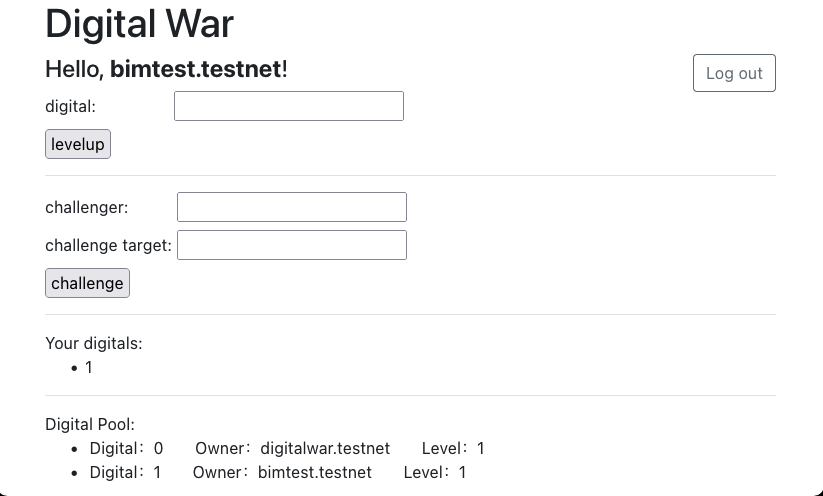 Digital War
Hello, bimtest.testnet!
Log out
digital:
levelup
challenger:
challenge target:
challenge
Your digitals:
• 1
Digital Pool:
• Digital： 0 Owner： digitalwar.testnet Level： 1
• Digital： 1 Owner： bimtest.testnet Level： 1